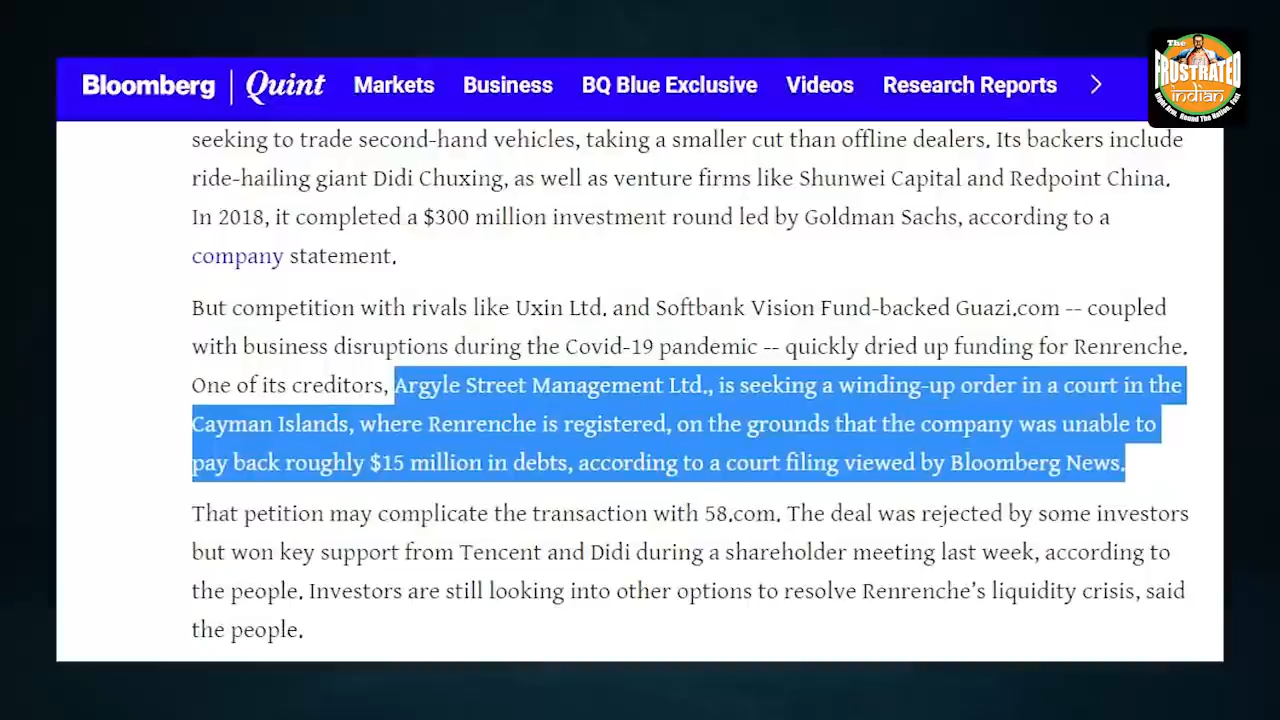 Bloomberg | Quint Markets Business BQ Blue Exclusive Videos Research Reports >
The
FRUSTRATED
indian
Right Arm. Round The Nation. Fast
seeking to trade second-hand vehicles, taking a smaller cut than offline dealers. Its backers include
ride-hailing giant Didi Chuxing, as well as venture firms like Shunwei Capital and Redpoint China.
In 2018, it completed a $300 million investment round led by Goldman Sachs, according to a
company statement.
But competition with rivals like Uxin Ltd. and Softbank Vision Fund-backed Guazi.com -- coupled
with business disruptions during the Covid-19 pandemic -- quickly dried up funding for Renrenche.
One of its creditors, Argyle Street Management Ltd., is seeking a winding-up order in a court in the
Cayman Islands, where Renrenche is registered, on the grounds that the company was unable to
pay back roughly $15 million in debts, according to a court filing viewed by Bloomberg News.
That petition may complicate the transaction with 58.com. The deal was rejected by some investors
but won key support from Tencent and Didi during a shareholder meeting last week, according to
the people. Investors are still looking into other options to resolve Renrenche's liquidity crisis, said
the people.